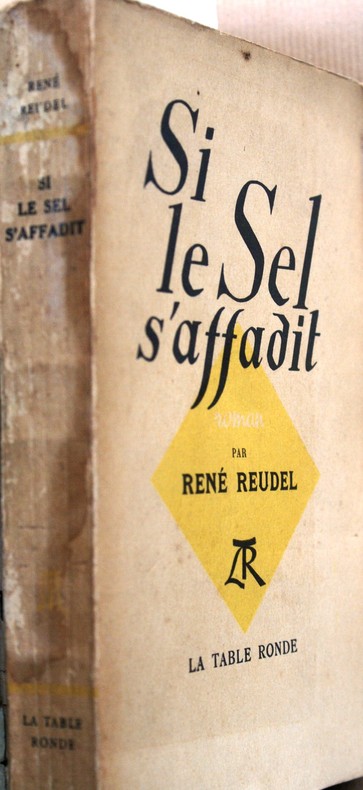 RENÉ
REUDEL
SI
LE SEL
S'AFFADIT
LA TABLE
RONDE
Si
le Sel
s'affadit
roman
PAR
RENÉ REUDEL
LTR
LA TABLE RONDE